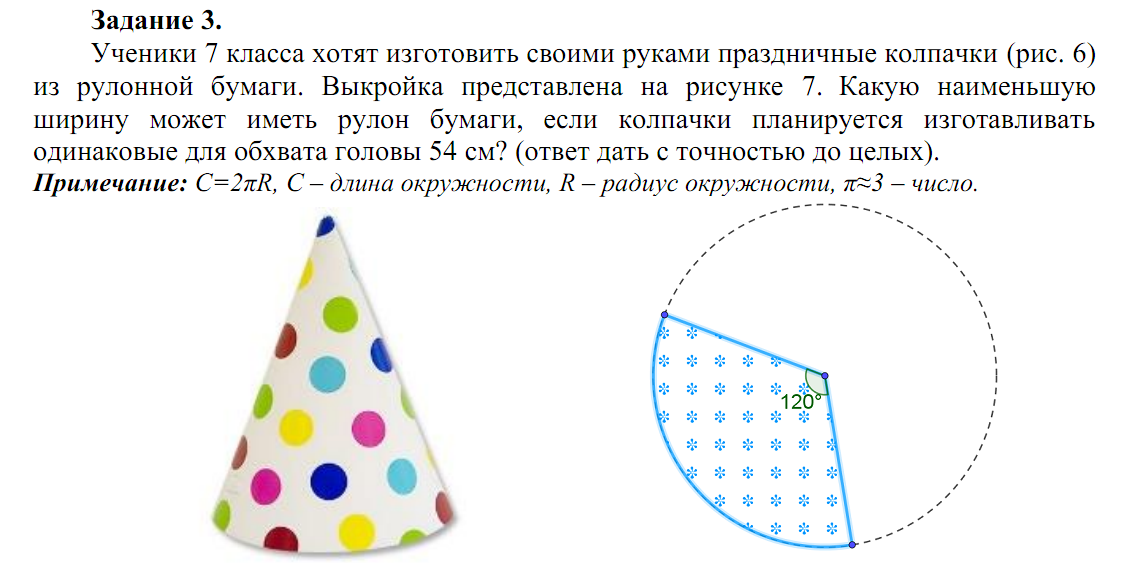 Задание 3.
Ученики 7 класса хотят изготовить своими руками праздничные колпачки (рис. 6)
из рулонной бумаги. Выкройка представлена на рисунке 7. Какую наименьшую
ширину может иметь рулон бумаги, если колпачки планируется изготавливать
одинаковые для обхвата головы 54 см? (ответ дать с точностью до целых).
Примечание: C=2πR, C – длина окружности, R – радиус окружности, π≈3 – число.
120°